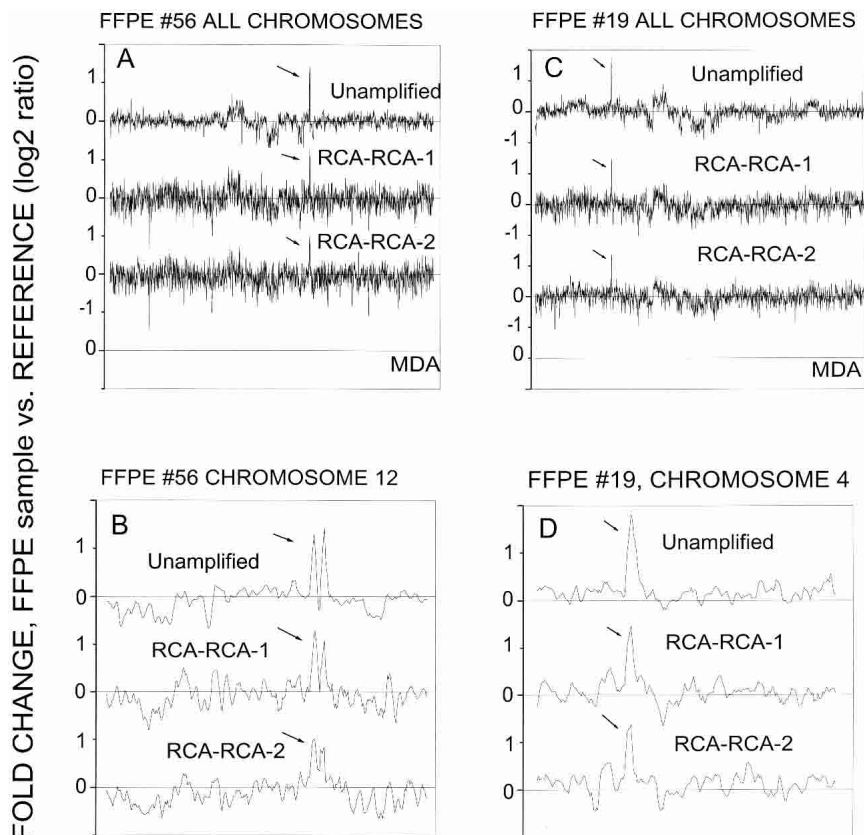 FOLD CHANGE, FFPE sample vs. REFERENCE (log2 ratio)
FFPE #56 ALL CHROMOSOMES
A
1
Unamplified
0
1
RCA-RCA-1
0
1
RCA-RCA-2
0
-1
0
MDA
FFPE #19 ALL CHROMOSOMES
C
1
Unamplified
0
-1
1
RCA-RCA-1
0
-1
1
RCA-RCA-2
0
-1
0
MDA
FFPE #56 CHROMOSOME 12
B
1
Unamplified
0
RCA-RCA-1
1
0
RCA-RCA-2
1
0
FFPE #19, CHROMOSOME 4
D
1
Unamplified
0
RCA-RCA-1
1
0
RCA-RCA-2
1
0